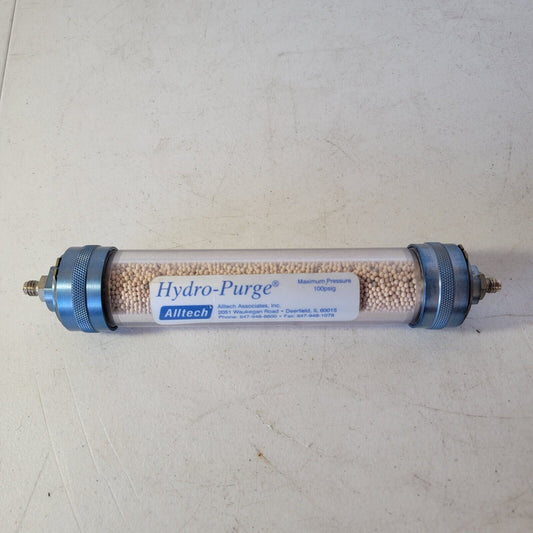 Hydro-Purge®
Maximum Pressure
100psig
Alltech
Alltech Associates, Inc.
2051 Waukegan Road • Deerfield, IL 60015
Phone: 847-948-8600 • Fax: 847-948-1078